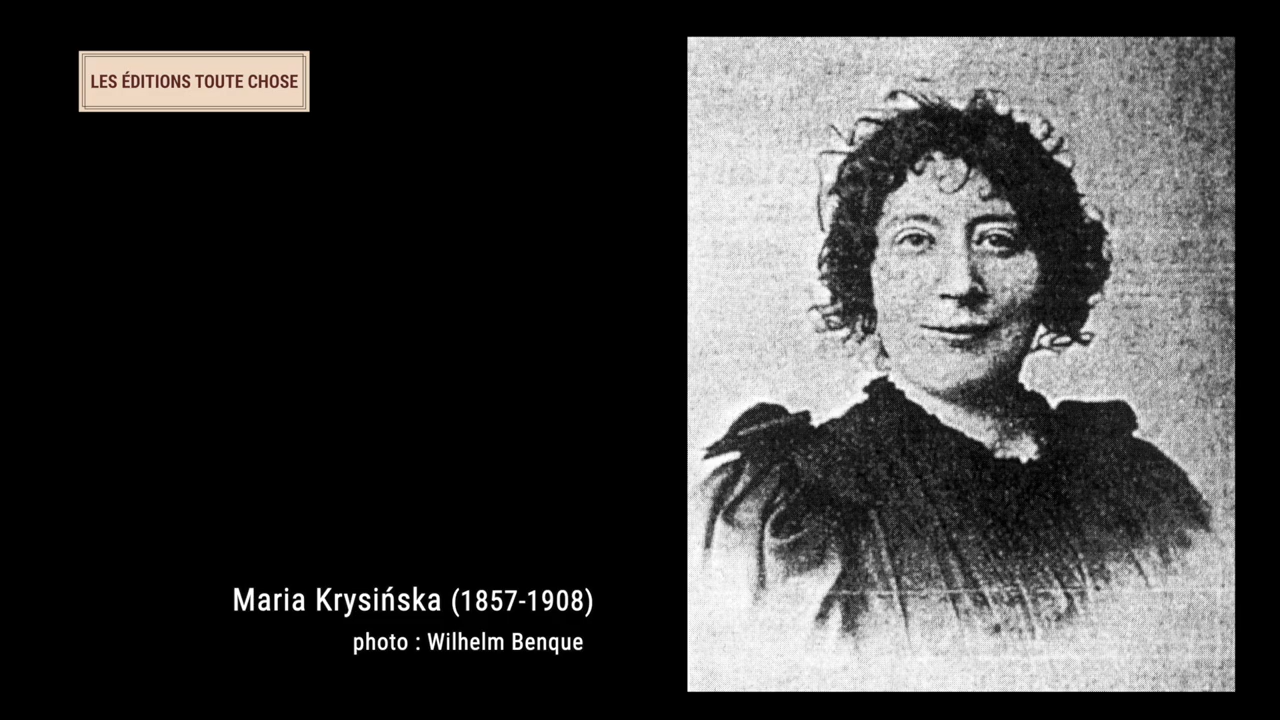 LES ÉDITIONS TOUTE CHOSE
Maria Krysińska (1857-1908)
photo : Wilhelm Benque